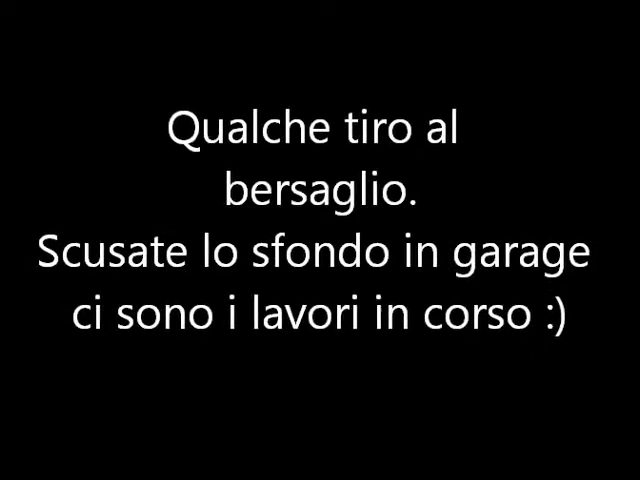 Qualche tiro al
bersaglio.
Scusate lo sfondo in garage
ci sono i lavori in corso :)